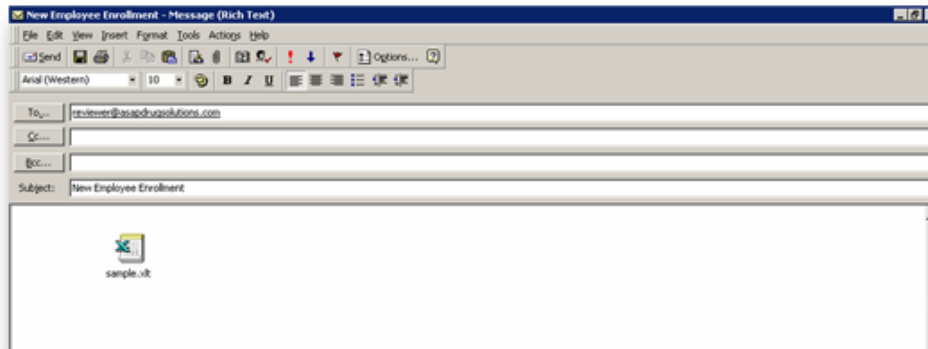 New Employee Enrollment - Message (Rich Text)
File Edit View Insert Format Tools Actions Help
Send Options...
Arial (Western) 10 B I U
To... reviewer@asapdrugsolutions.com
Cc...
Bcc...
Subject: New Employee Enrollment
sample.xlt